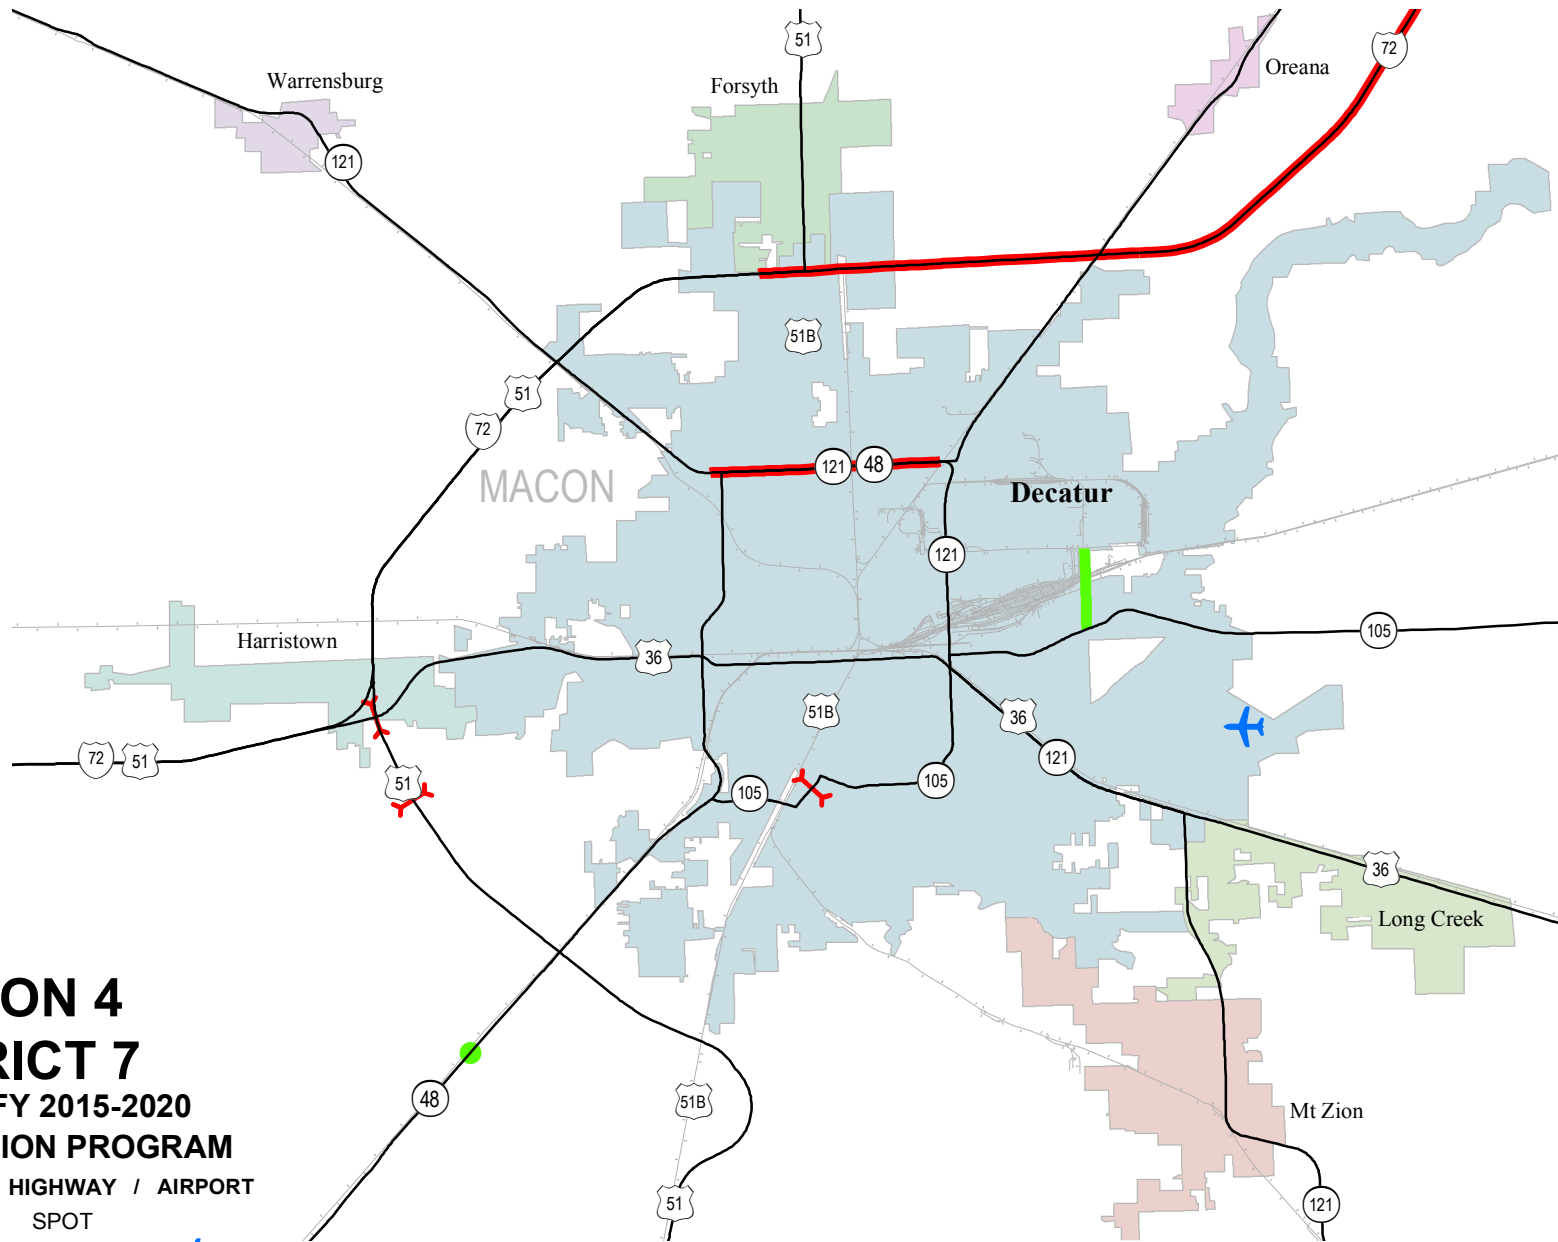 51
72
Oreana
Warrensburg
Forsyth
121
51B
51
72
121
48
MACON
Decatur
121
105
Harristown
36
51B
36
72
51
121
51
105
105
36
Long Creek
ON 4
RICT 7
FY 2015-2020
ION PROGRAM
48
51B
Mt Zion
HIGHWAY / AIRPORT
51
121
SPOT